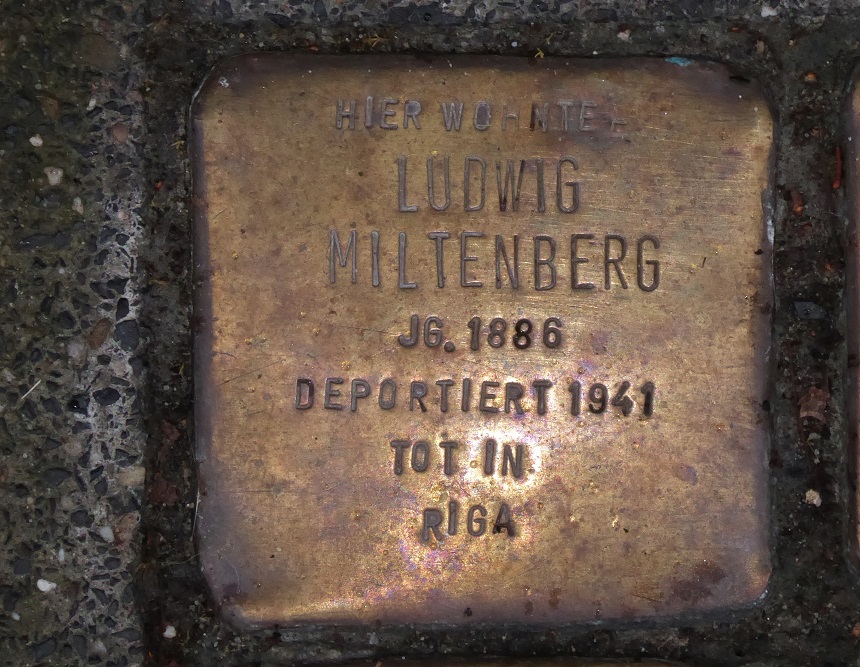 HIER WOHNTE
LUDWIG
MILTENBERG
JG. 1886
DEPORTIERT 1941
TOT IN
RIGA